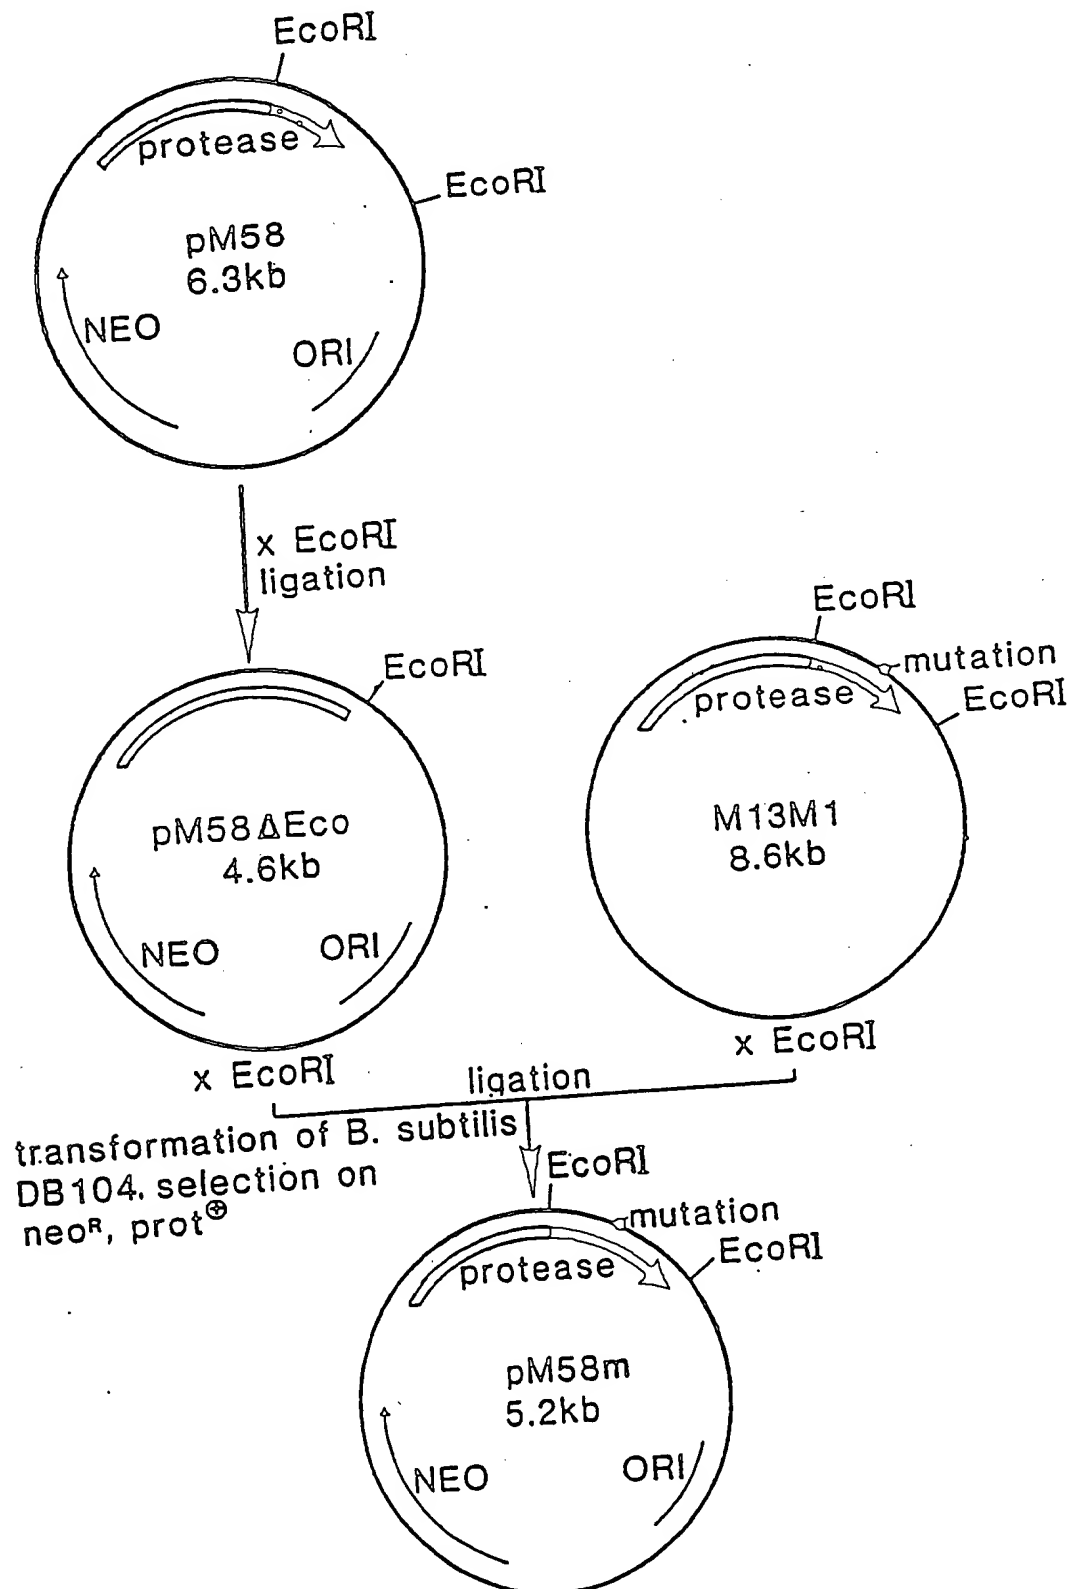 EcoRI
protease
EcoRI
pM58
6.3kb
NEO
ORI
x EcoRI
ligation
EcoRI
pM58ΔEco
4.6kb
NEO
ORI
x EcoRI
EcoRI
mutation
protease
EcoRI
M13M1
8.6kb
x EcoRI
ligation
transformation of B. subtilis
DB104. selection on
neoᴿ, prot⊕
EcoRI
mutation
EcoRI
protease
pM58m
5.2kb
NEO
ORI